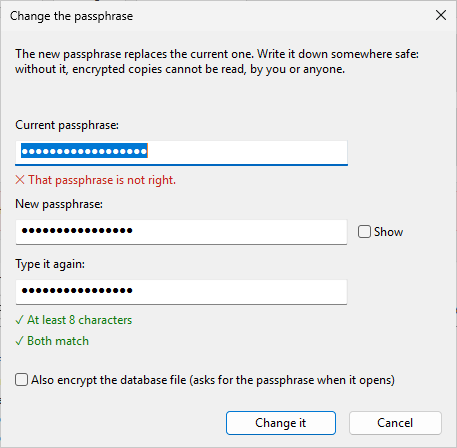 Change the passphrase
The new passphrase replaces the current one. Write it down somewhere safe:
without it, encrypted copies cannot be read, by you or anyone.
Current passphrase:
●●●●●●●●●●●●●●●●●●
That passphrase is not right.
New passphrase:
●●●●●●●●●●●●●●●● Show
Type it again:
●●●●●●●●●●●●●●●●
✓ At least 8 characters
✓ Both match
Also encrypt the database file (asks for the passphrase when it opens)
Change it Cancel